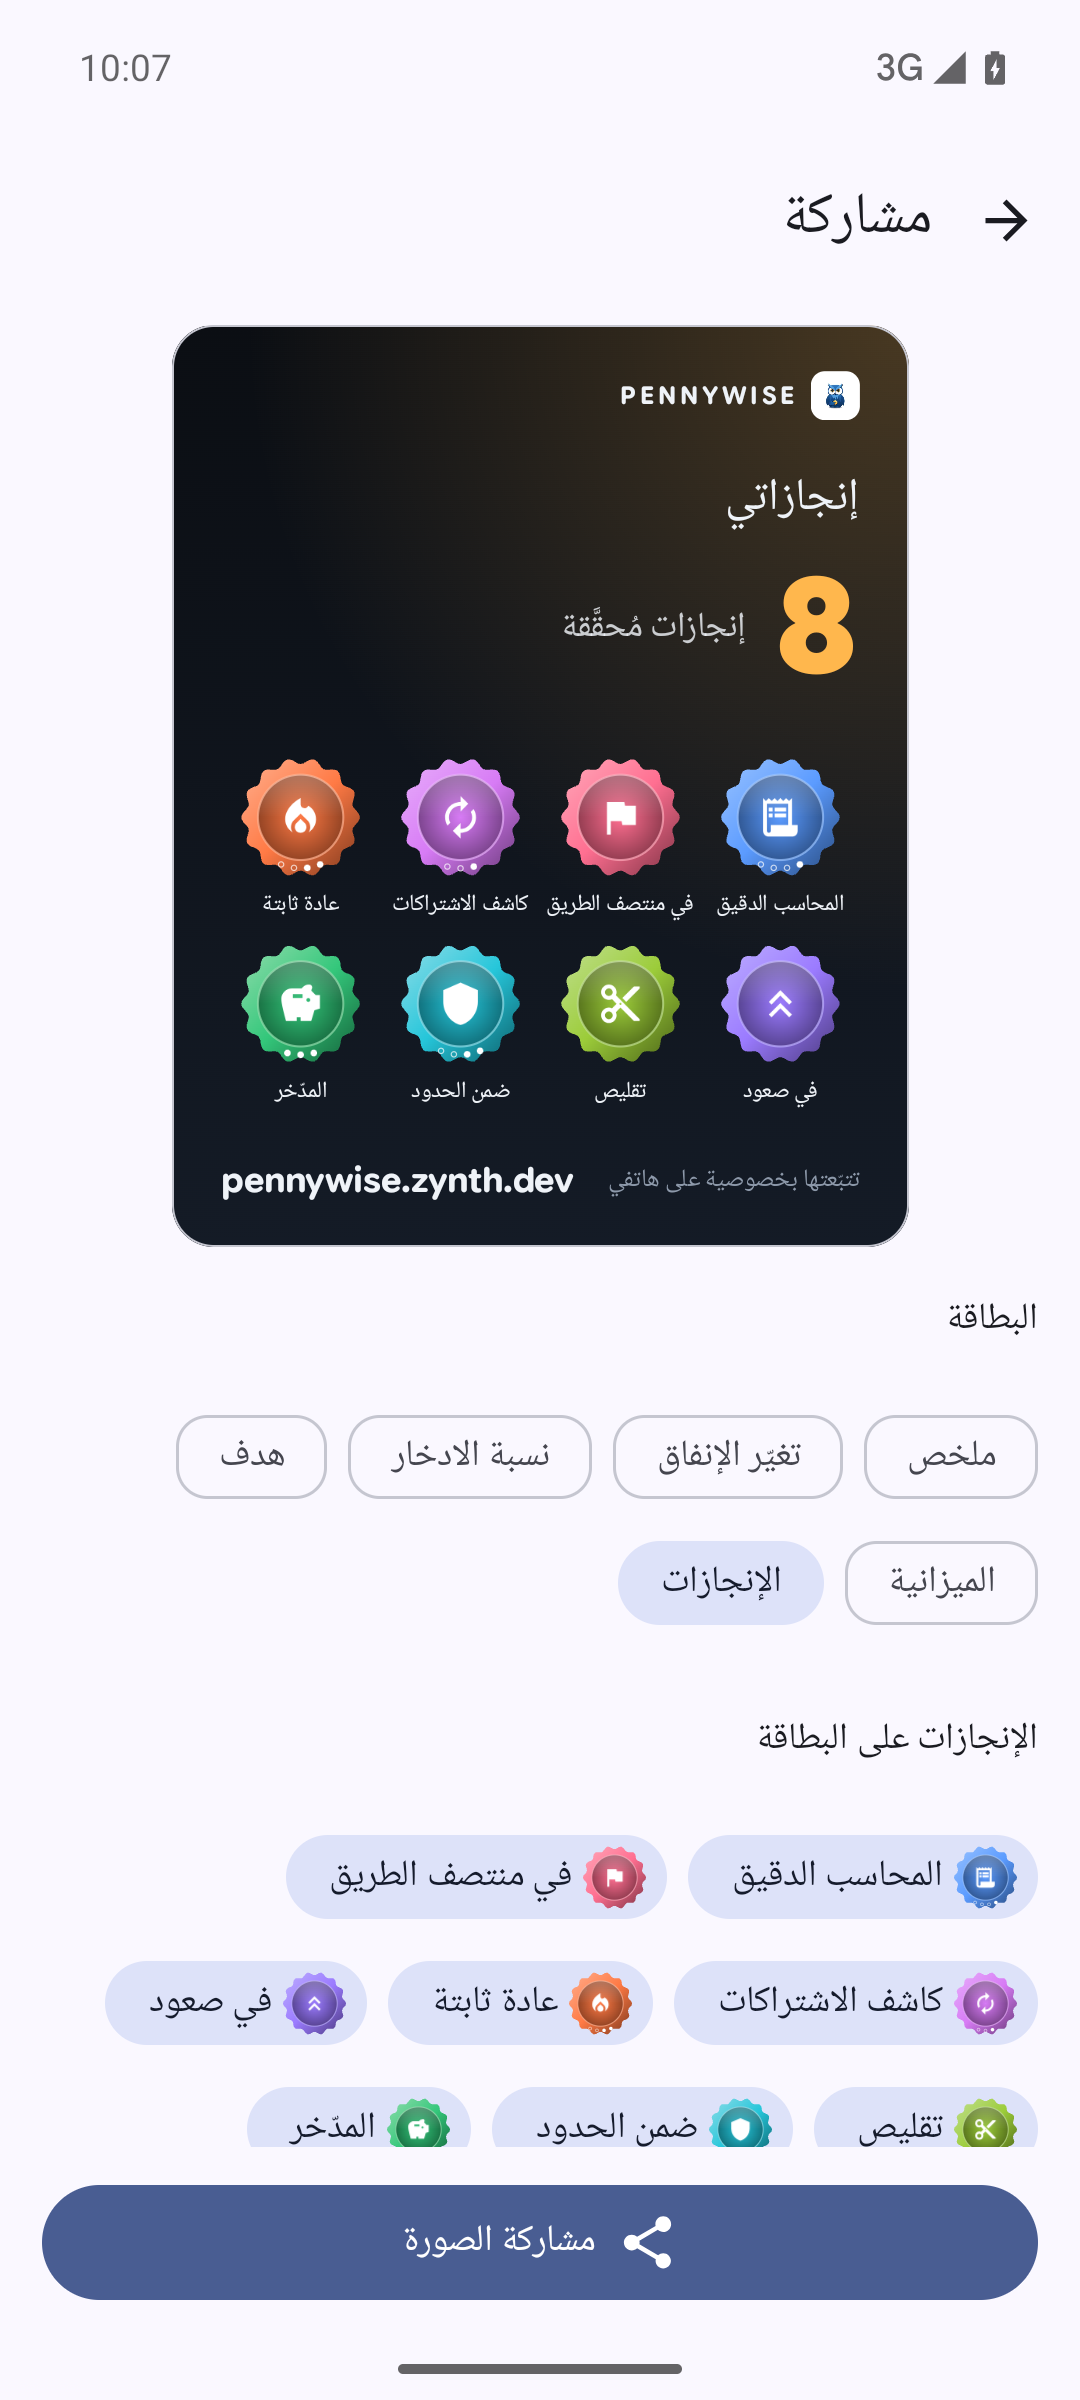 10:07 3G
مشاركة
PENNYWISE
إنجازاتي
8 إنجازات مُحقَّقة
المحاسب الدقيق في منتصف الطريق كاشف الاشتراكات عادة ثابتة
في صعود تقليص ضمن الحدود المدّخر
تتبّعتها بخصوصية على هاتفي pennywise.zynth.dev
البطاقة
ملخص تغيّر الإنفاق نسبة الادخار هدف
الميزانية الإنجازات
الإنجازات على البطاقة
المحاسب الدقيق في منتصف الطريق
كاشف الاشتراكات عادة ثابتة في صعود
تقليص ضمن الحدود المدّخر
مشاركة الصورة